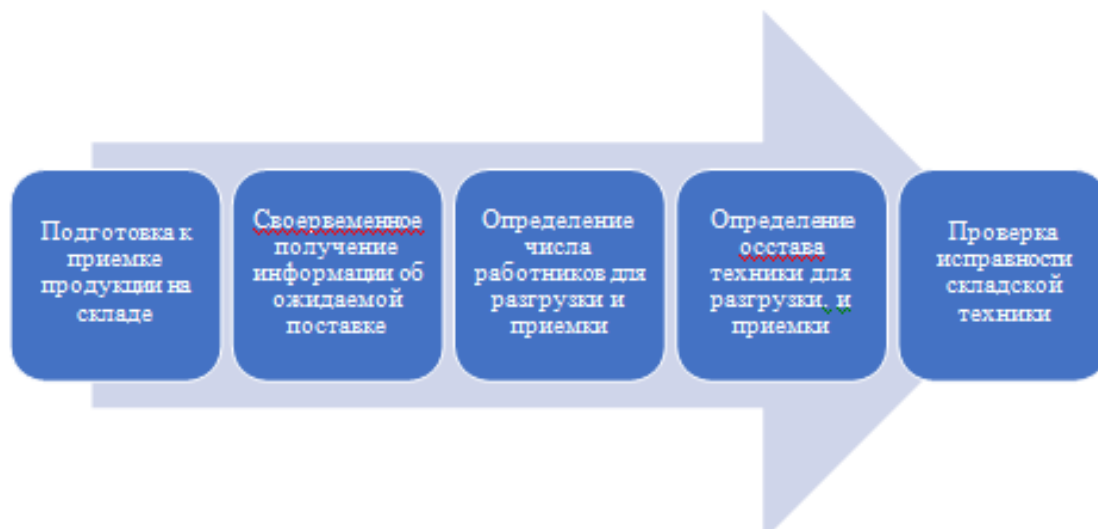 Подготовка к
приемке
продукции на
складе
Своервеменное
получение
информации об
ожидаемой
поставке
Определение
числа
работников для
разгрузки и
приемки
Определение
осстава
техники для
разгрузки, и
приемки
Проверка
исправности
складской
техники